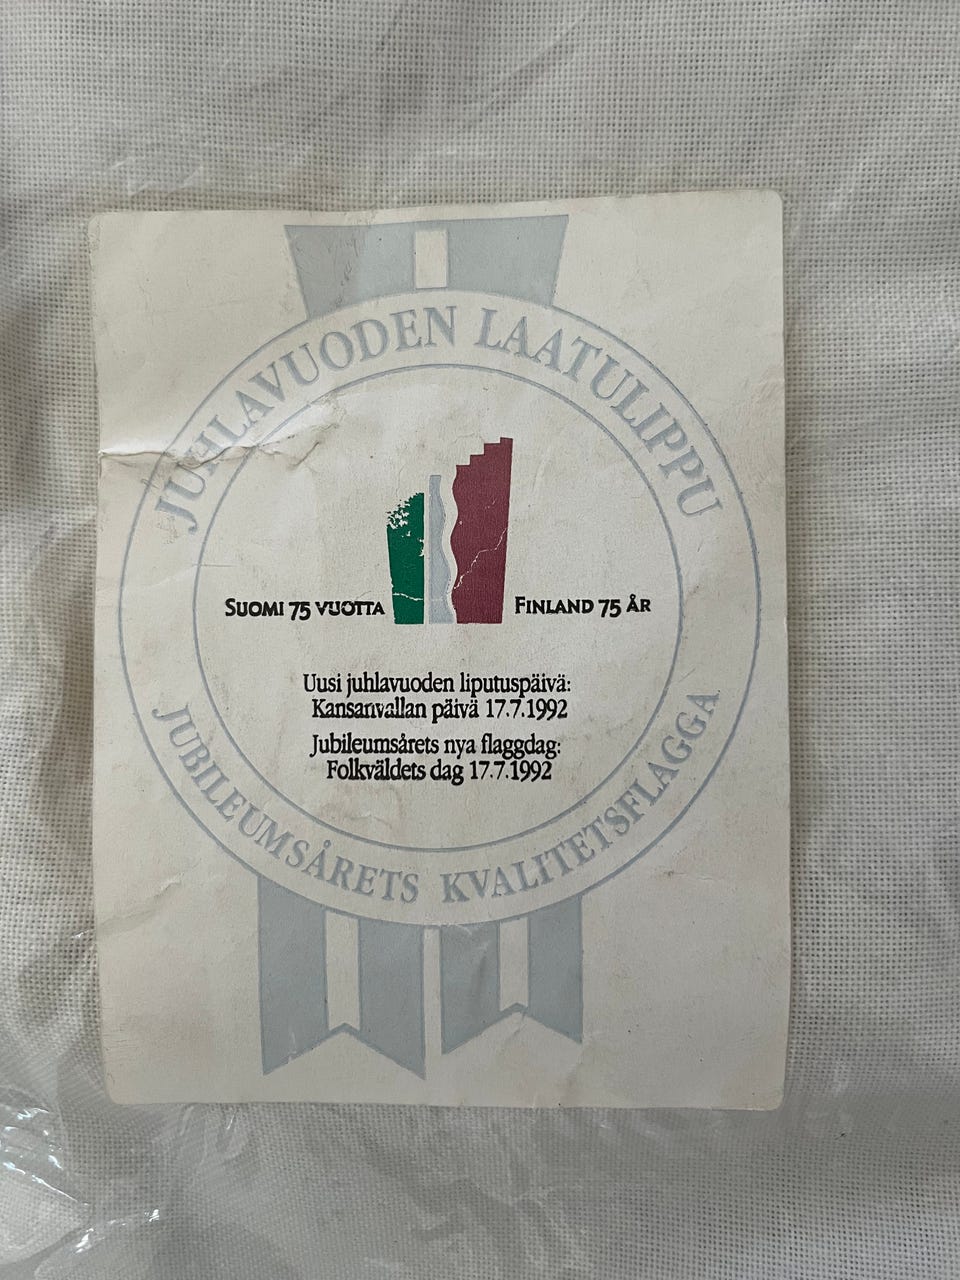 JUHLAVUODEN LAATULIPPU
SUOMI 75 VUOTTA
FINLAND 75 ÅR
Uusi juhlavuoden liputuspäivä:
Kansanvallan päivä 17.7.1992
Jubileumsårets nya flaggdag:
Folkväldets dag 17.7.1992
JUBILEUMSÅRETS KVALITETSFLAGGA